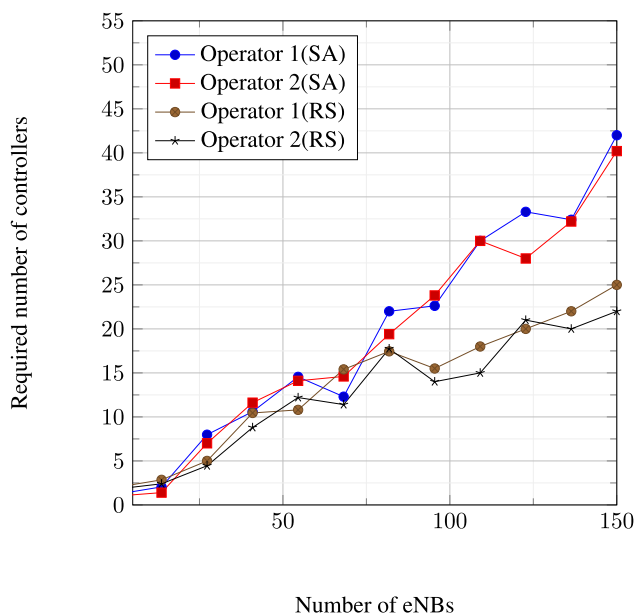 55
50
45
40
35
30
25
20
15
10
5
0
Required number of controllers
Operator 1(SA)
Operator 2(SA)
Operator 1(RS)
Operator 2(RS)
50
100
150
Number of eNBs